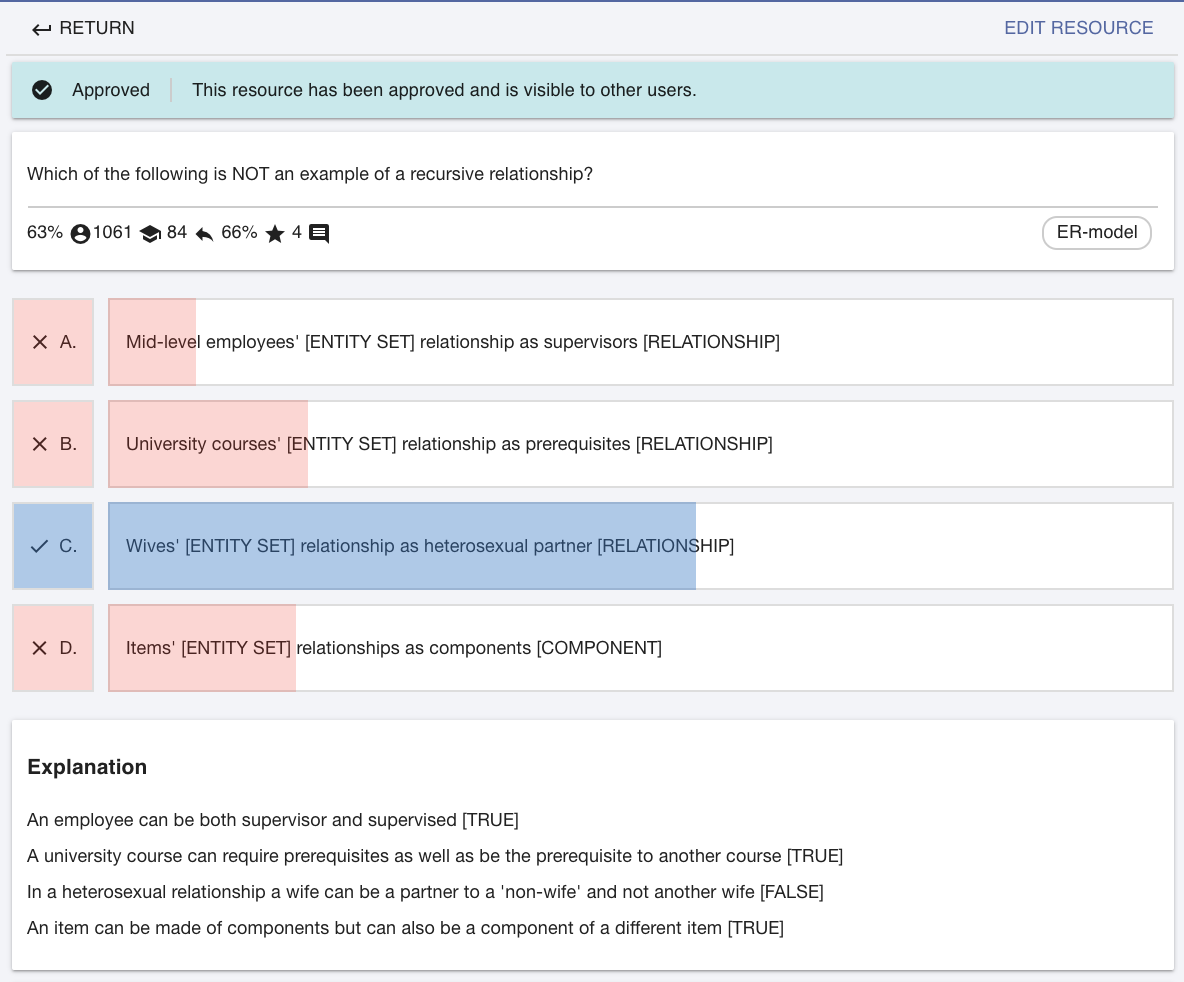 RETURN
EDIT RESOURCE
Approved
This resource has been approved and is visible to other users.
Which of the following is NOT an example of a recursive relationship?
63% 1061 84 66% 4
ER-model
A.
Mid-level employees' [ENTITY SET] relationship as supervisors [RELATIONSHIP]
B.
University courses' [ENTITY SET] relationship as prerequisites [RELATIONSHIP]
C.
Wives' [ENTITY SET] relationship as heterosexual partner [RELATIONSHIP]
D.
Items' [ENTITY SET] relationships as components [COMPONENT]
Explanation
An employee can be both supervisor and supervised [TRUE]
A university course can require prerequisites as well as be the prerequisite to another course [TRUE]
In a heterosexual relationship a wife can be a partner to a 'non-wife' and not another wife [FALSE]
An item can be made of components but can also be a component of a different item [TRUE]